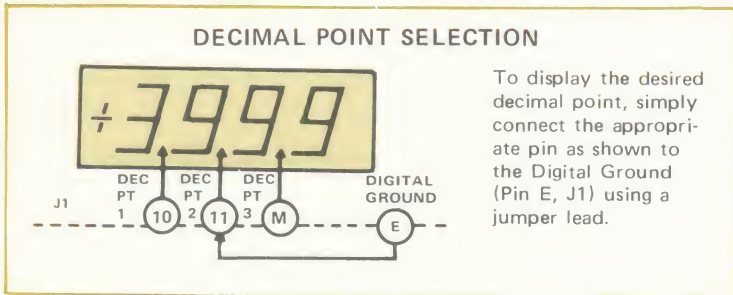 DECIMAL POINT SELECTION
÷3999
DEC
PT
1
DEC
PT
2
DEC
PT
3
DIGITAL
GROUND
J1
10
11
M
E
To display the desired
decimal point, simply
connect the appropri-
ate pin as shown to
the Digital Ground
(Pin E, J1) using a
jumper lead.